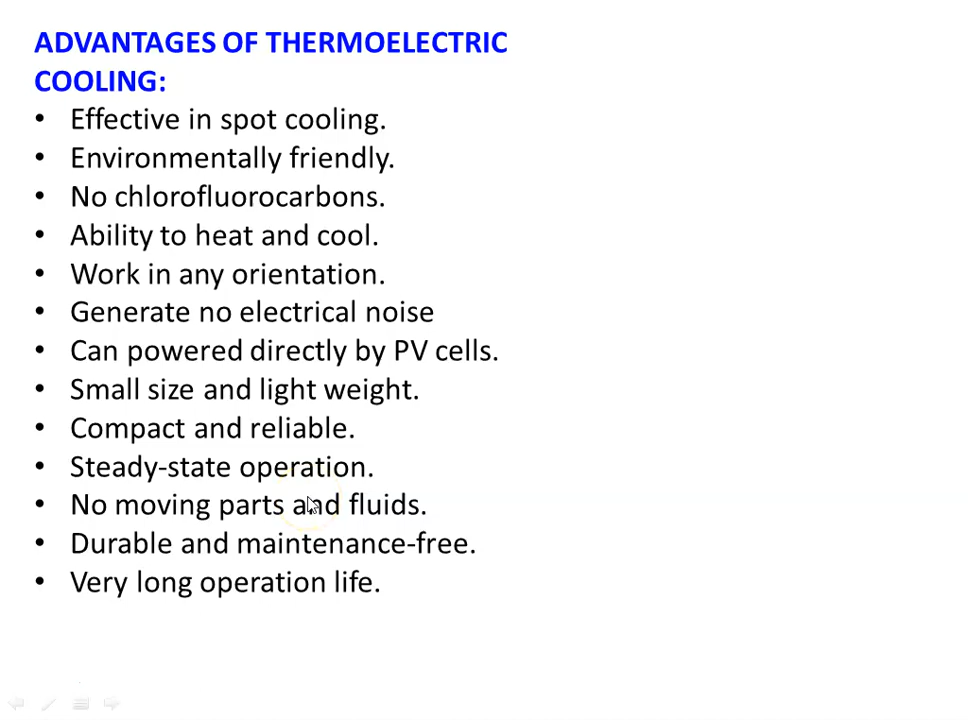 ADVANTAGES OF THERMOELECTRIC
COOLING:
• Effective in spot cooling.
• Environmentally friendly.
• No chlorofluorocarbons.
• Ability to heat and cool.
• Work in any orientation.
• Generate no electrical noise
• Can powered directly by PV cells.
• Small size and light weight.
• Compact and reliable.
• Steady-state operation.
• No moving parts and fluids.
• Durable and maintenance-free.
• Very long operation life.